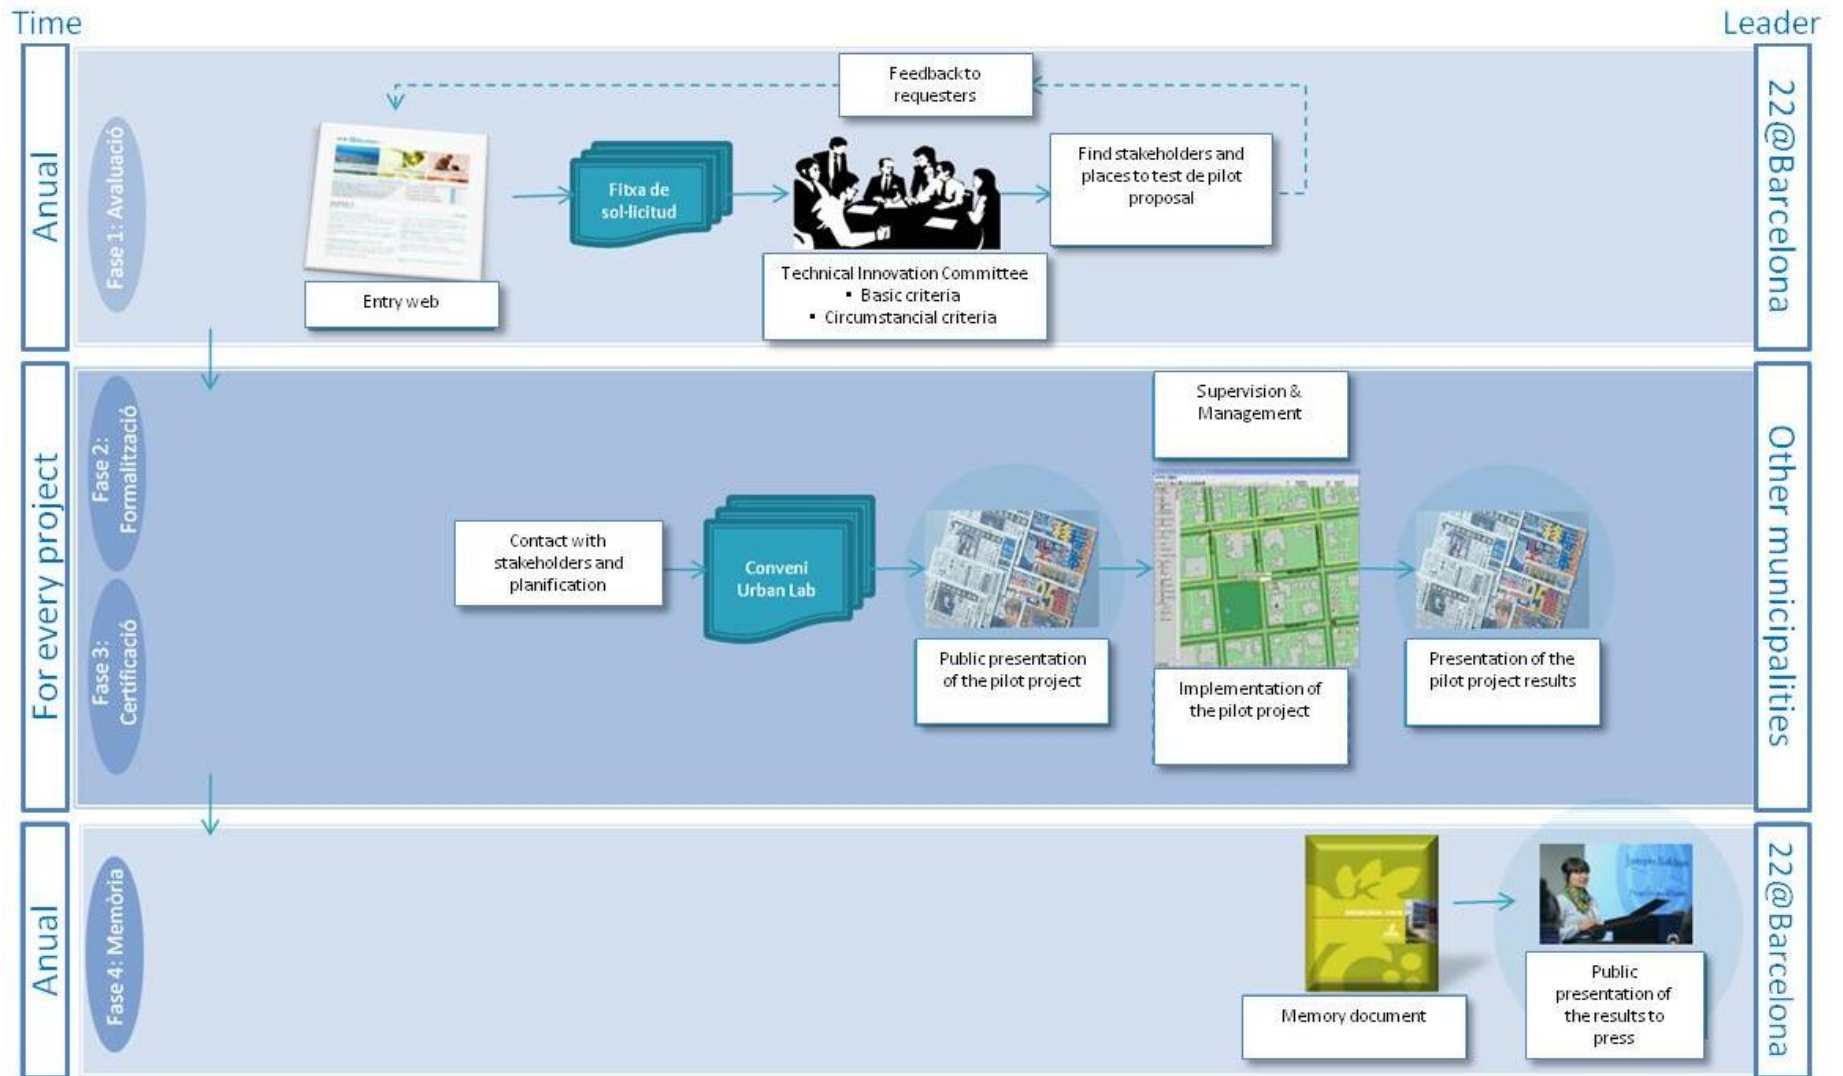 Time
Leader
Anual
Fase 1: Avaluació
Feedback to
requesters
Entry web
Fitxa de
sol·licitud
Technical Innovation Committee
▪ Basic criteria
▪ Circumstancial criteria
Find stakeholders and
places to test de pilot
proposal
22@Barcelona
For every project
Fase 2:
Formalització
Fase 3:
Certificació
Contact with
stakeholders and
planification
Conveni
Urban Lab
Public presentation
of the pilot project
Supervision &
Management
Implementation of
the pilot project
Presentation of the
pilot project results
Other municipalities
Anual
Fase 4: Memòria
Memory document
Public
presentation of
the results to
press
22@Barcelona